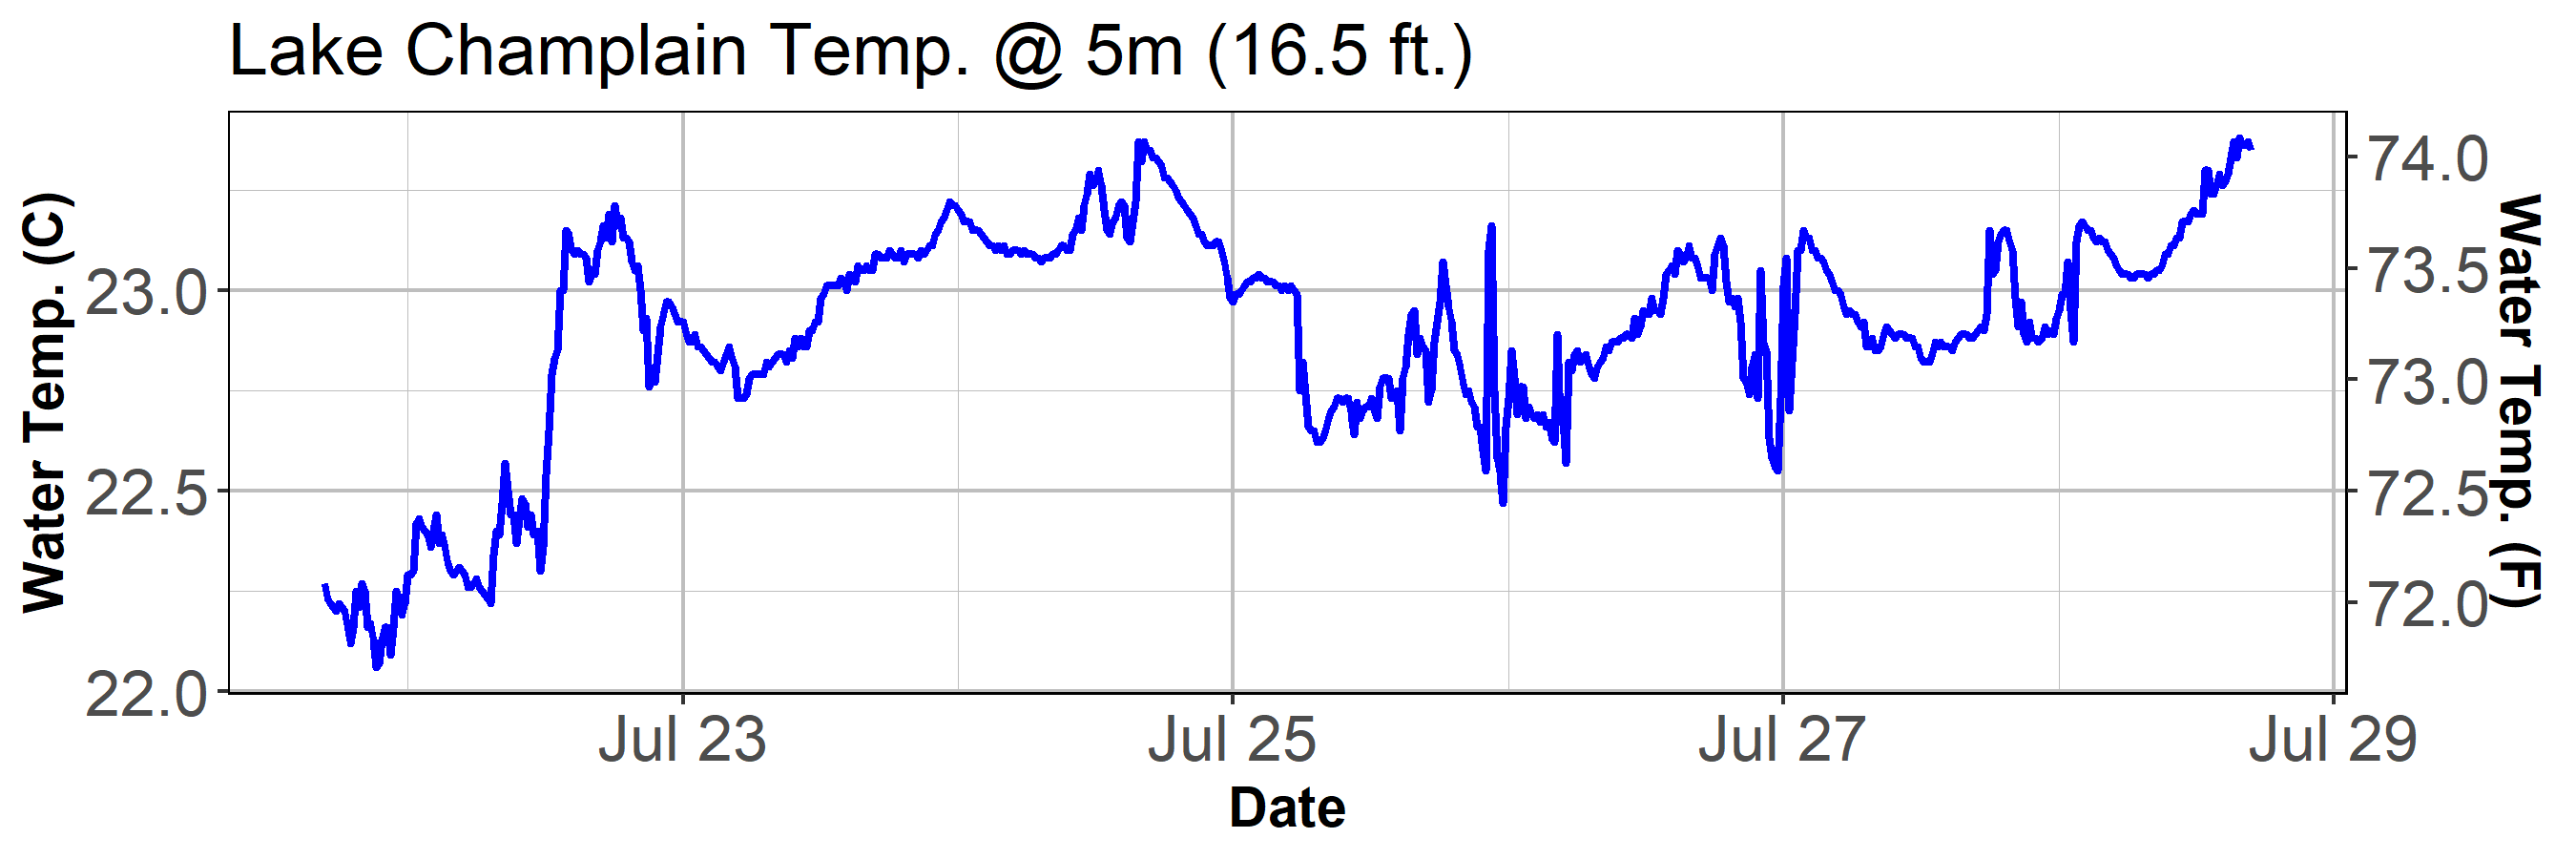 Lake Champlain Temp. @ 5m (16.5 ft.)
Water Temp. (C)
23.0
22.5
22.0
74.0
73.5
73.0
72.5
72.0
Water Temp. (F)
Jul 23 Jul 25 Jul 27 Jul 29
Date